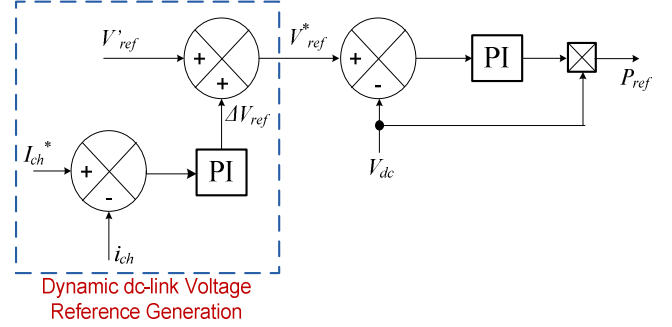 V'ref
V*ref
+
+
+
-
PI
Pref
ΔVref
Ich*
+
-
PI
Vdc
ich
Dynamic dc-link Voltage
Reference Generation